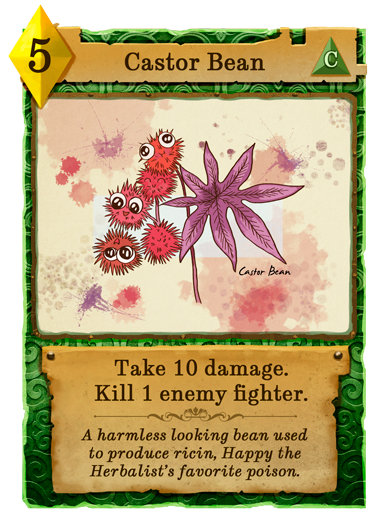 5
Castor Bean
C
Castor Bean
Take 10 damage.
Kill 1 enemy fighter.
A harmless looking bean used
to produce ricin, Happy the
Herbalist's favorite poison.